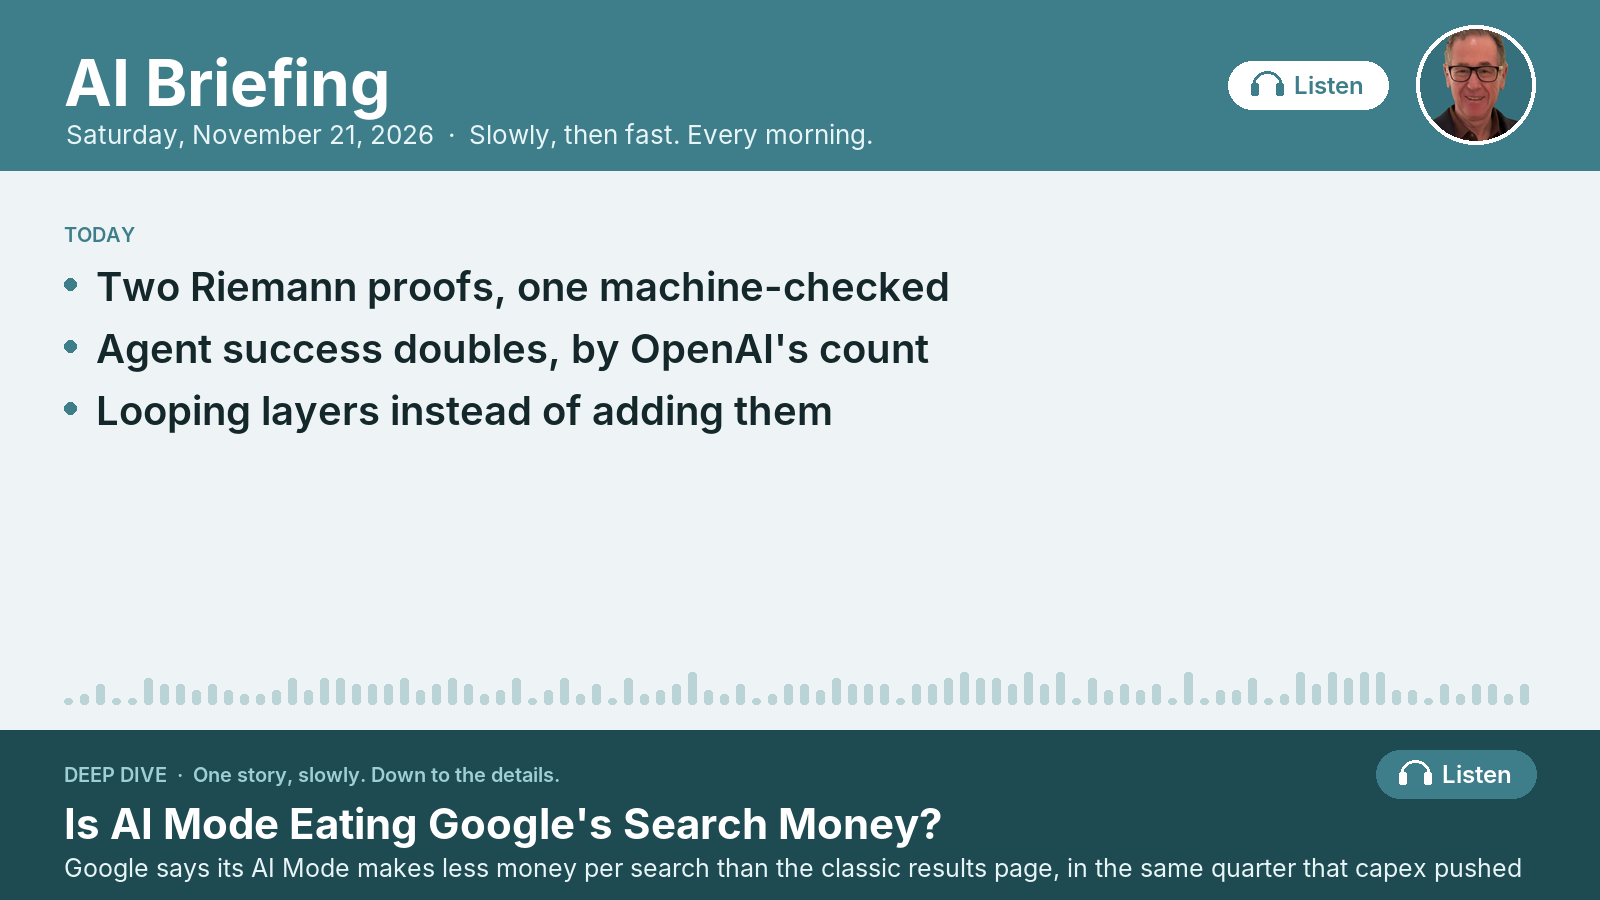 AI Briefing
Listen
Saturday, November 21, 2026 · Slowly, then fast. Every morning.
TODAY
• Two Riemann proofs, one machine-checked
• Agent success doubles, by OpenAI's count
• Looping layers instead of adding them
DEEP DIVE · One story, slowly. Down to the details.
Listen
Is AI Mode Eating Google's Search Money?
Google says its AI Mode makes less money per search than the classic results page, in the same quarter that capex pushed